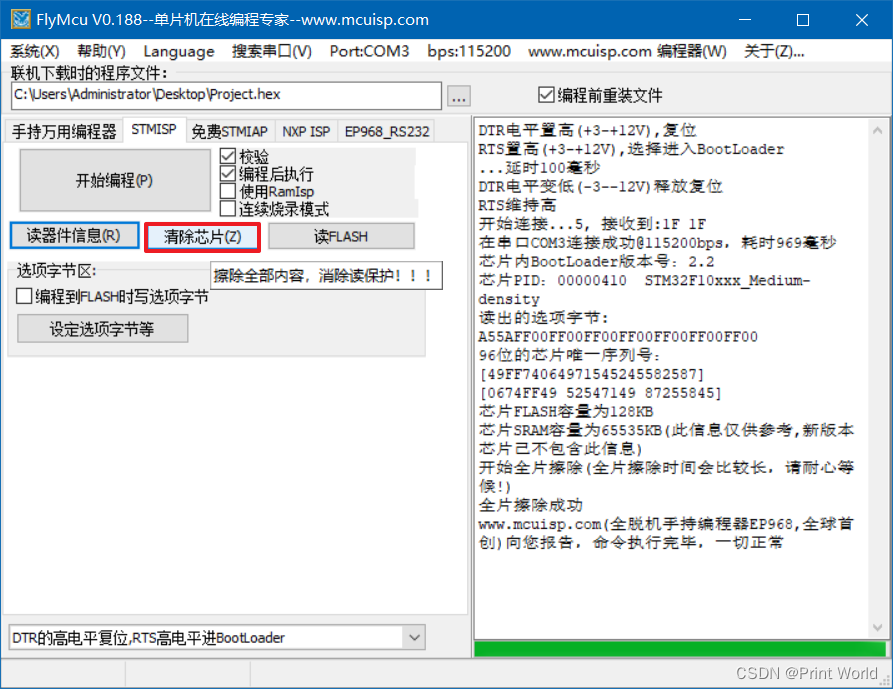 FlyMcu V0.188--单片机在线编程专家--www.mcuisp.com
系统(X) 帮助(Y) Language 搜索串口(V) Port:COM3 bps:115200 www.mcuisp.com 编程器(W) 关于(Z)...
联机下载时的程序文件:
C:\Users\Administrator\Desktop\Project.hex
...
编程前重装文件
手持万用编程器 STMISP 免费STMIAP NXP ISP EP968_RS232
开始编程(P)
校验
编程后执行
使用RamIsp
连续烧录模式
读器件信息(R) 清除芯片(Z) 读FLASH
选项字节区:
擦除全部内容，消除读保护！！！
编程到FLASH时写选项字节
设定选项字节等
DTR的高电平复位,RTS高电平进BootLoader
DTR电平置高(+3-+12V),复位
RTS置高(+3-+12V),选择进入BootLoader
...延时100毫秒
DTR电平变低(-3--12V)释放复位
RTS维持高
开始连接...5, 接收到:1F 1F
在串口COM3连接成功@115200bps，耗时969毫秒
芯片内BootLoader版本号: 2.2
芯片PID: 00000410 STM32F10xxx_Medium-
density
读出的选项字节:
A55AFF00FF00FF00FF00FF00FF00FF00
96位的芯片唯一序列号:
[49FF74064971545245582587]
[0674FF49 52547149 87255845]
芯片FLASH容量为128KB
芯片SRAM容量为65535KB(此信息仅供参考,新版本
芯片已不包含此信息)
开始全片擦除(全片擦除时间会比较长，请耐心等
候!)
全片擦除成功
www.mcuisp.com(全脱机手持编程器EP968,全球首
创)向您报告，命令执行完毕，一切正常
CSDN @Print World